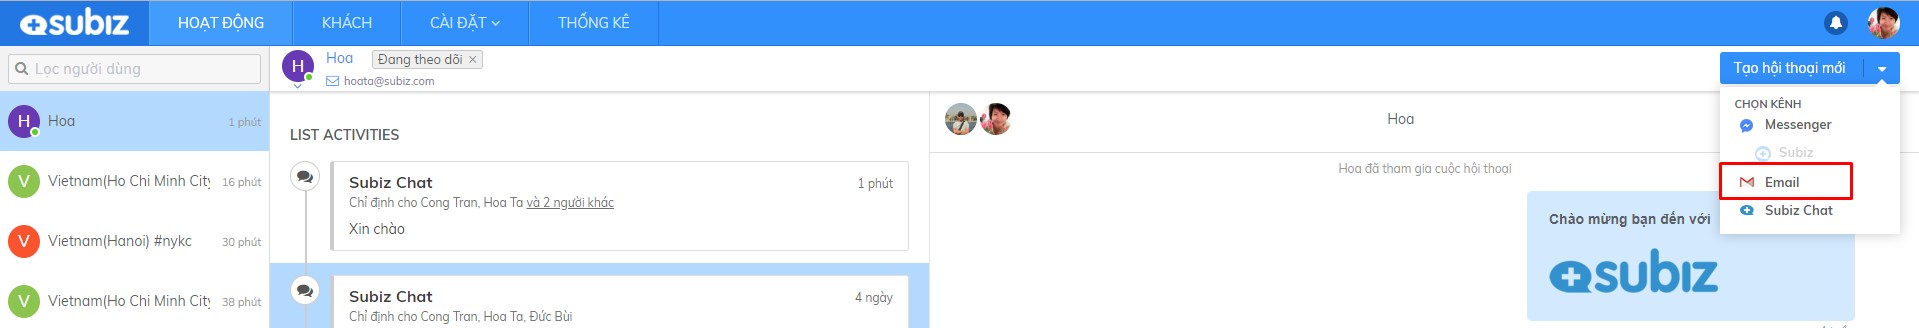 subiz HOẠT ĐỘNG KHÁCH CÀI ĐẶT THỐNG KÊ
Lọc người dùng
H Hoa 1 phút
V Vietnam(Ho Chi Minh City 16 phút
Vietnam(Hanoi) #nykc 30 phút
V Vietnam(Ho Chi Minh City 38 phút
H Hoa Đang theo dõi ×
hoata@subiz.com
LIST ACTIVITIES
Subiz Chat 1 phút
Chỉ định cho Cong Tran, Hoa Ta và 2 người khác
Xin chào
Subiz Chat 4 ngày
Chỉ định cho Cong Tran, Hoa Ta, Đức Bùi
Tạo hội thoại mới
CHỌN KÊNH
Messenger
Subiz
Email
Subiz Chat
Hoa
Hoa đã tham gia cuộc hội thoại
Chào mừng bạn đến với
subiz